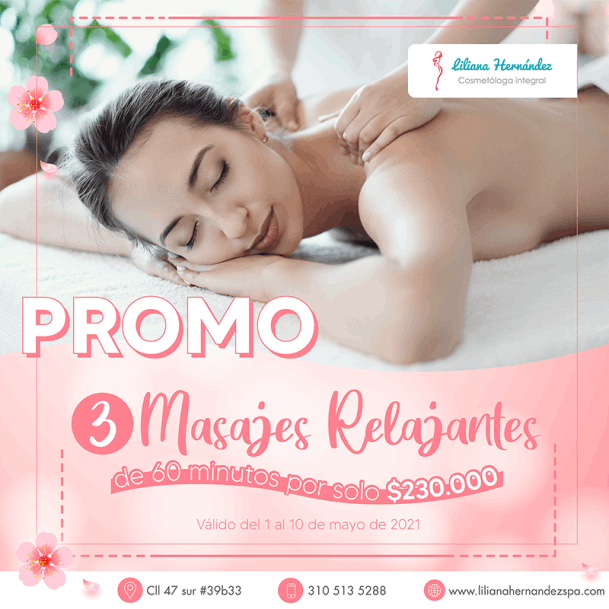 Liliana Hernández
Cosmetóloga integral
PROMO
3 Masajes Relajantes
de 60 minutos por solo $230.000
Válido del 1 al 10 de mayo de 2021
Cll 47 sur #39b33
310 513 5288
www.lilianahernandezspa.com